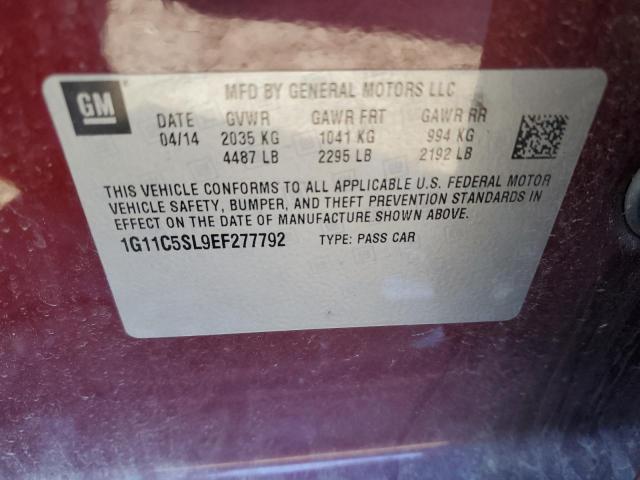 GM
MFD BY GENERAL MOTORS LLC
DATE GVWR GAWR FRT GAWR RR
04/14 2035 KG 1041 KG 994 KG
4487 LB 2295 LB 2192 LB
THIS VEHICLE CONFORMS TO ALL APPLICABLE U.S. FEDERAL MOTOR
VEHICLE SAFETY, BUMPER, AND THEFT PREVENTION STANDARDS IN
EFFECT ON THE DATE OF MANUFACTURE SHOWN ABOVE.
1G11C5SL9EF277792 TYPE: PASS CAR